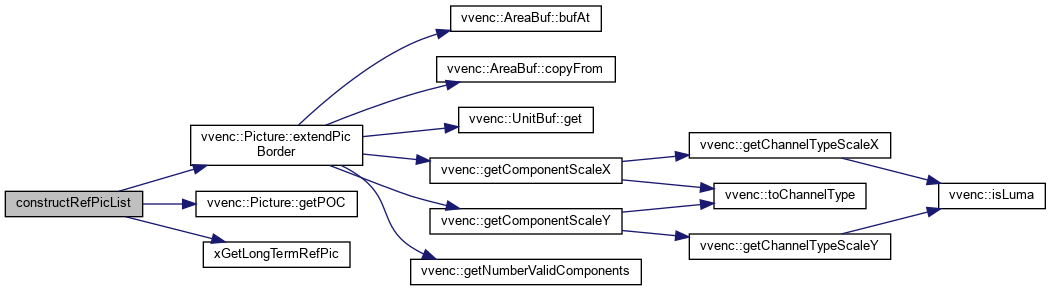 constructRefPicList
vvenc::Picture::extendPic
Border
vvenc::Picture::getPOC
xGetLongTermRefPic
vvenc::AreaBuf::bufAt
vvenc::AreaBuf::copyFrom
vvenc::UnitBuf::get
vvenc::getComponentScaleX
vvenc::getComponentScaleY
vvenc::getNumberValidComponents
vvenc::getChannelTypeScaleX
vvenc::toChannelType
vvenc::getChannelTypeScaleY
vvenc::isLuma